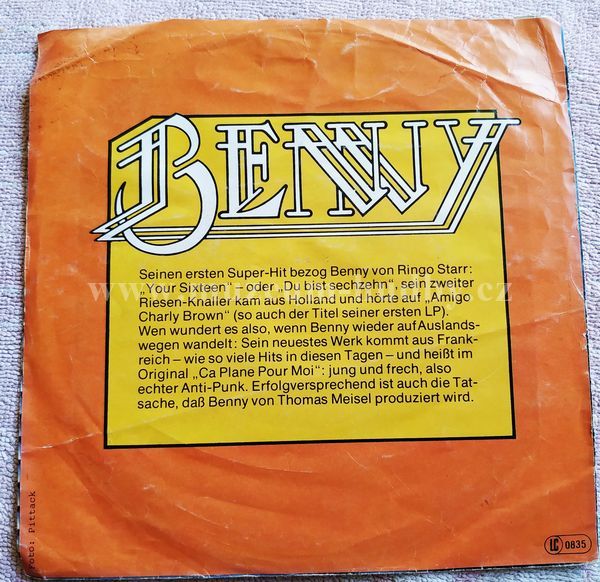 BENNY
Seinen ersten Super-Hit bezog Benny von Ringo Starr:
„Your Sixteen“ – oder „Du bist sechzehn“, sein zweiter
Riesen-Knaller kam aus Holland und hörte auf „Amigo
Charly Brown“ (so auch der Titel seiner ersten LP).
Wen wundert es also, wenn Benny wieder auf Auslands-
wegen wandelt: Sein neuestes Werk kommt aus Frank-
reich – wie so viele Hits in diesen Tagen – und heißt im
Original „Ca Plane Pour Moi“: jung und frech, also
echter Anti-Punk. Erfolgversprechend ist auch die Tat-
sache, daß Benny von Thomas Meisel produziert wird.
Foto: Pittack
LC 0835